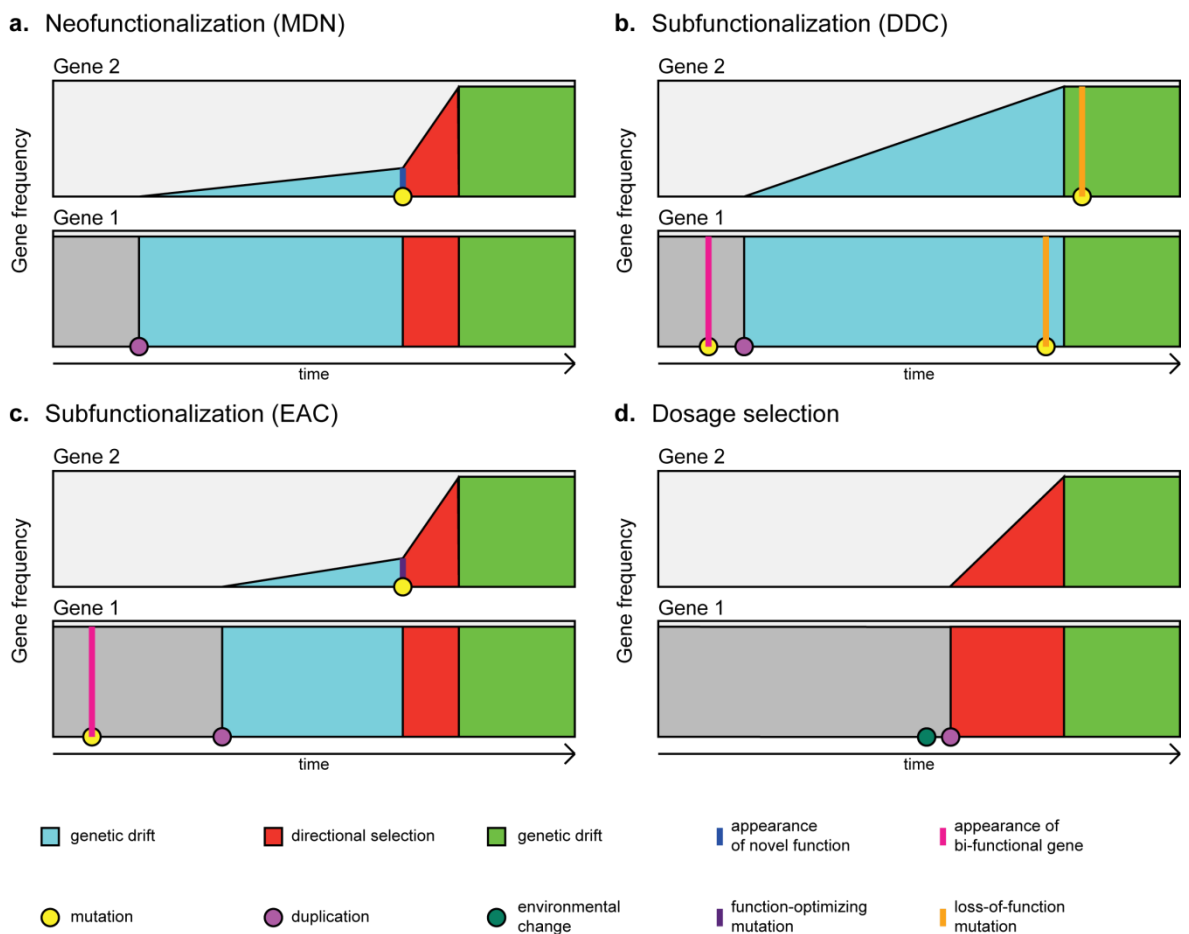 a. Neofunctionalization (MDN)
Gene 2
Gene 1
Gene frequency
time
b. Subfunctionalization (DDC)
Gene 2
Gene 1
Gene frequency
time
c. Subfunctionalization (EAC)
Gene 2
Gene 1
Gene frequency
time
d. Dosage selection
Gene 2
Gene 1
Gene frequency
time
genetic drift
directional selection
genetic drift
appearance
of novel function
appearance of
bi-functional gene
mutation
duplication
environmental
change
function-optimizing
mutation
loss-of-function
mutation